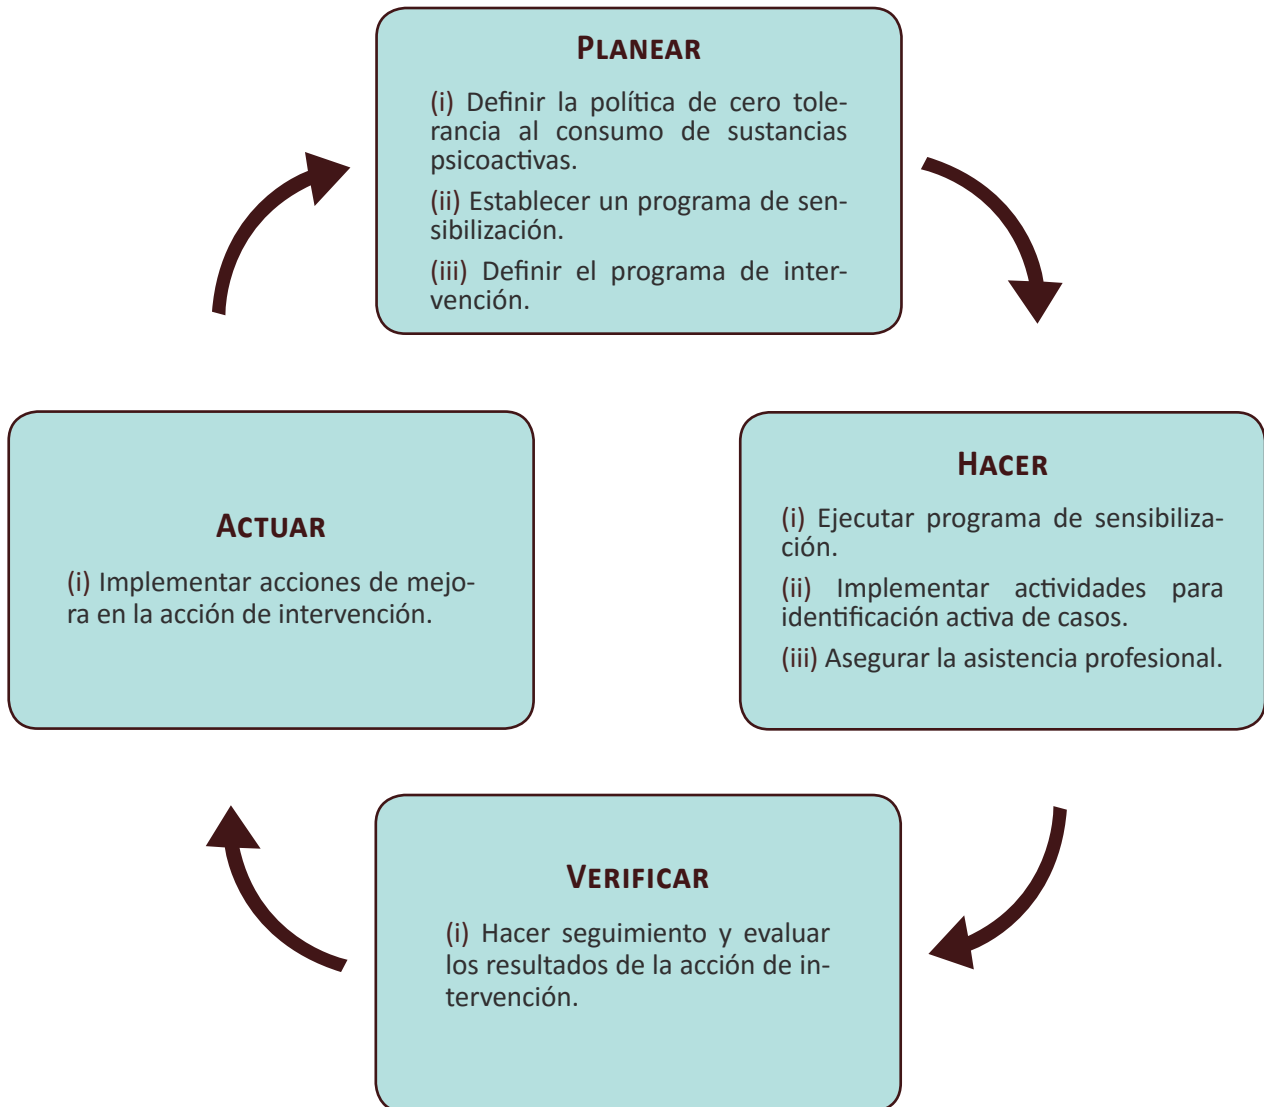 PLANEAR
(i) Definir la política de cero tole-
rancia al consumo de sustancias
psicoactivas.
(ii) Establecer un programa de sen-
sibilización.
(iii) Definir el programa de inter-
vención.
HACER
(i) Ejecutar programa de sensibiliza-
ción.
(ii) Implementar actividades para
identificación activa de casos.
(iii) Asegurar la asistencia profesional.
VERIFICAR
(i) Hacer seguimiento y evaluar
los resultados de la acción de in-
tervención.
ACTUAR
(i) Implementar acciones de mejo-
ra en la acción de intervención.